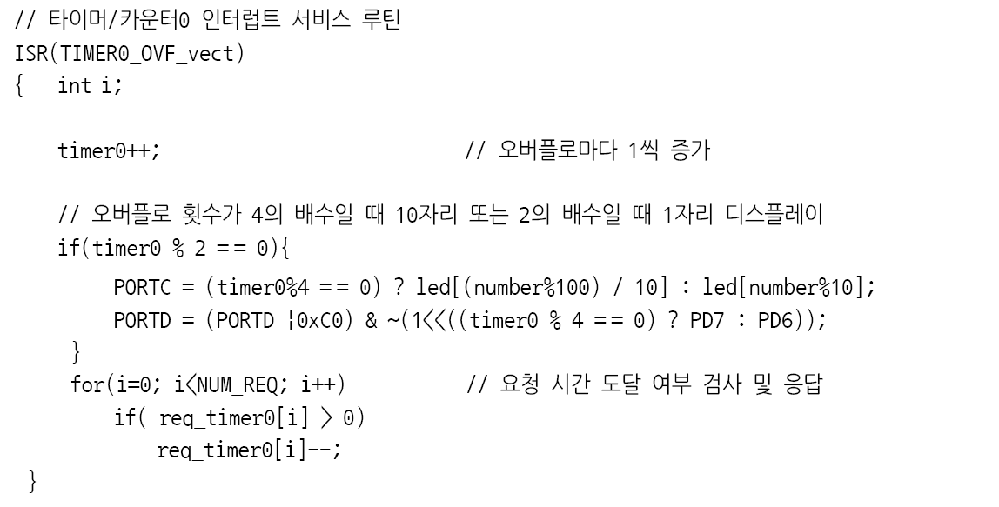 // 타이머/카운터0 인터럽트 서비스 루틴
ISR(TIMER0_OVF_vect)
{   int i;
timer0++;                    // 오버플로마다 1씩 증가
// 오버플로 횟수가 4의 배수일 때 10자리 또는 2의 배수일 때 1자리 디스플레이
if(timer0 % 2 == 0){
PORTC = (timer0%4 == 0) ? led[(number%100) / 10] : led[number%10];
PORTD = (PORTD |0xC0) & ~(1<<((timer0 % 4 == 0) ? PD7 : PD6));
}
for(i=0; i<NUM_REQ; i++)          // 요청 시간 도달 여부 검사 및 응답
if( req_timer0[i] > 0)
req_timer0[i]--;
}